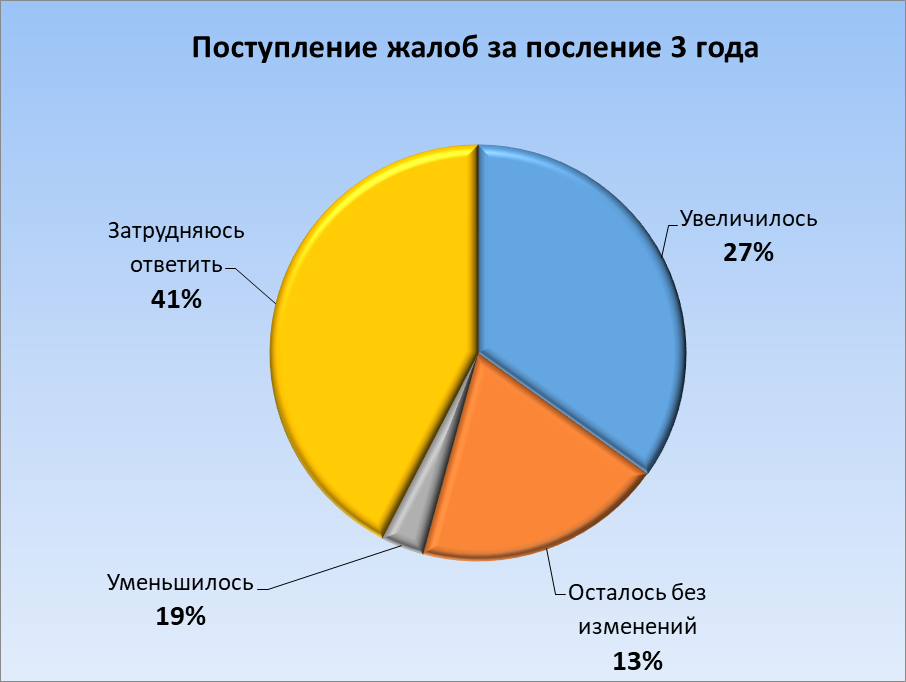 Поступление жалоб за посление 3 года
Увеличилось
27%
Затрудняюсь
ответить
41%
Уменьшилось
19%
Осталось без
изменений
13%